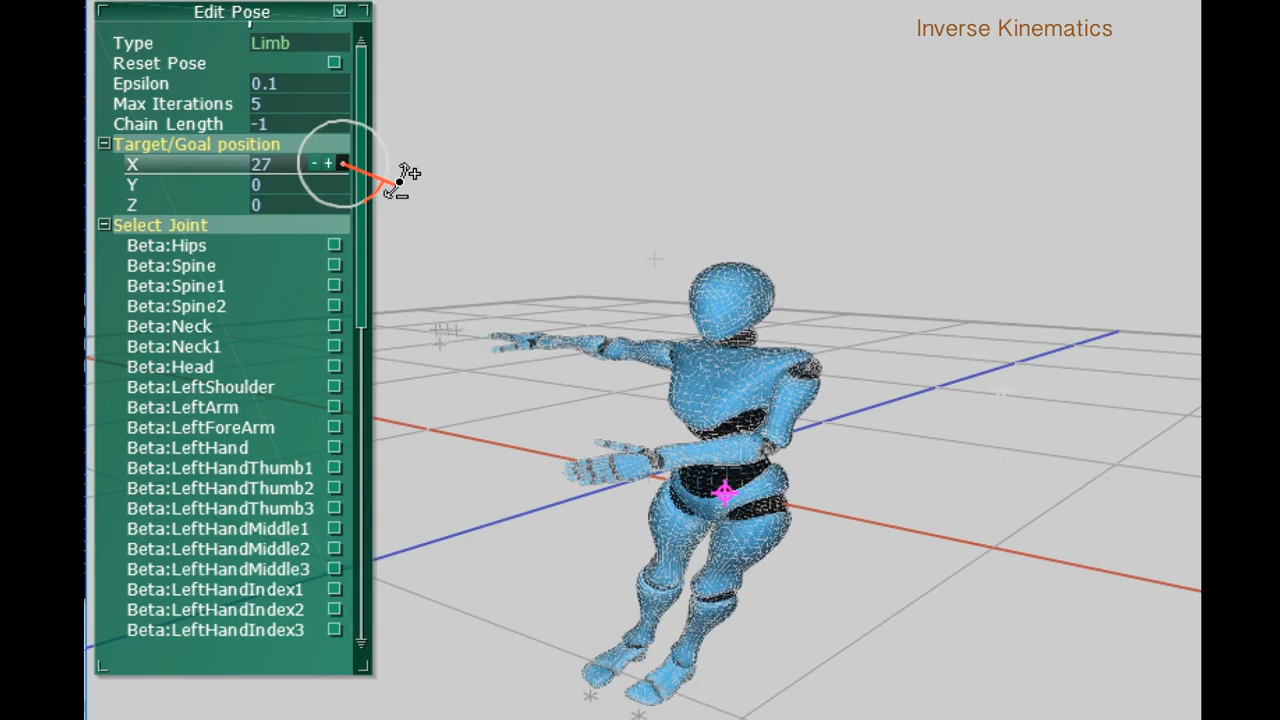 Edit Pose
Inverse Kinematics
Type Limb
Reset Pose
Epsilon 0.1
Max Iterations 5
Chain Length -1
Target/Goal position
X 27 - +
Y 0
Z 0
Select Joint
Beta:Hips
Beta:Spine
Beta:Spine1
Beta:Spine2
Beta:Neck
Beta:Neck1
Beta:Head
Beta:LeftShoulder
Beta:LeftArm
Beta:LeftForeArm
Beta:LeftHand
Beta:LeftHandThumb1
Beta:LeftHandThumb2
Beta:LeftHandThumb3
Beta:LeftHandMiddle1
Beta:LeftHandMiddle2
Beta:LeftHandMiddle3
Beta:LeftHandIndex1
Beta:LeftHandIndex2
Beta:LeftHandIndex3